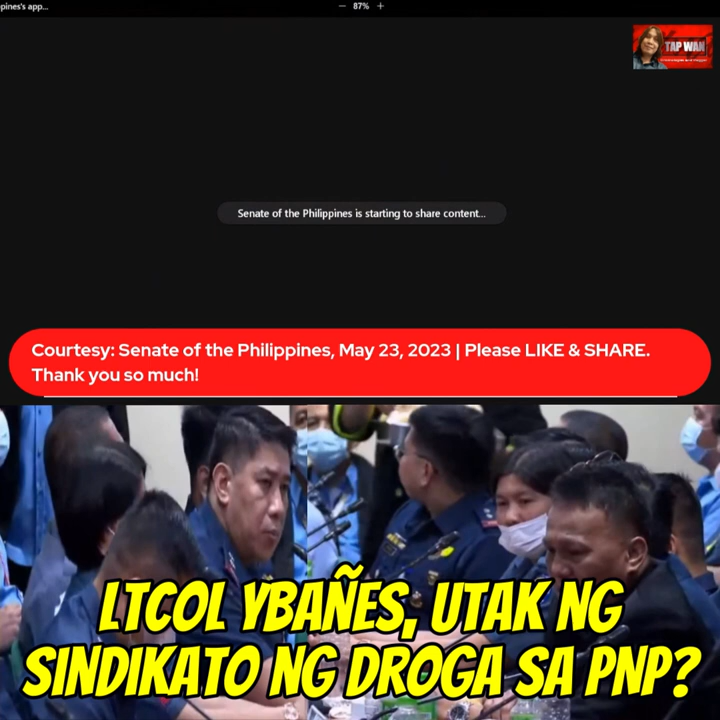 pines's app...
— 87% +
TAP WAN
Senate of the Philippines is starting to share content...
Courtesy: Senate of the Philippines, May 23, 2023 | Please LIKE & SHARE.
Thank you so much!
LTCOL YBAÑES, UTAK NG
SINDIKATO NG DROGA SA PNP?